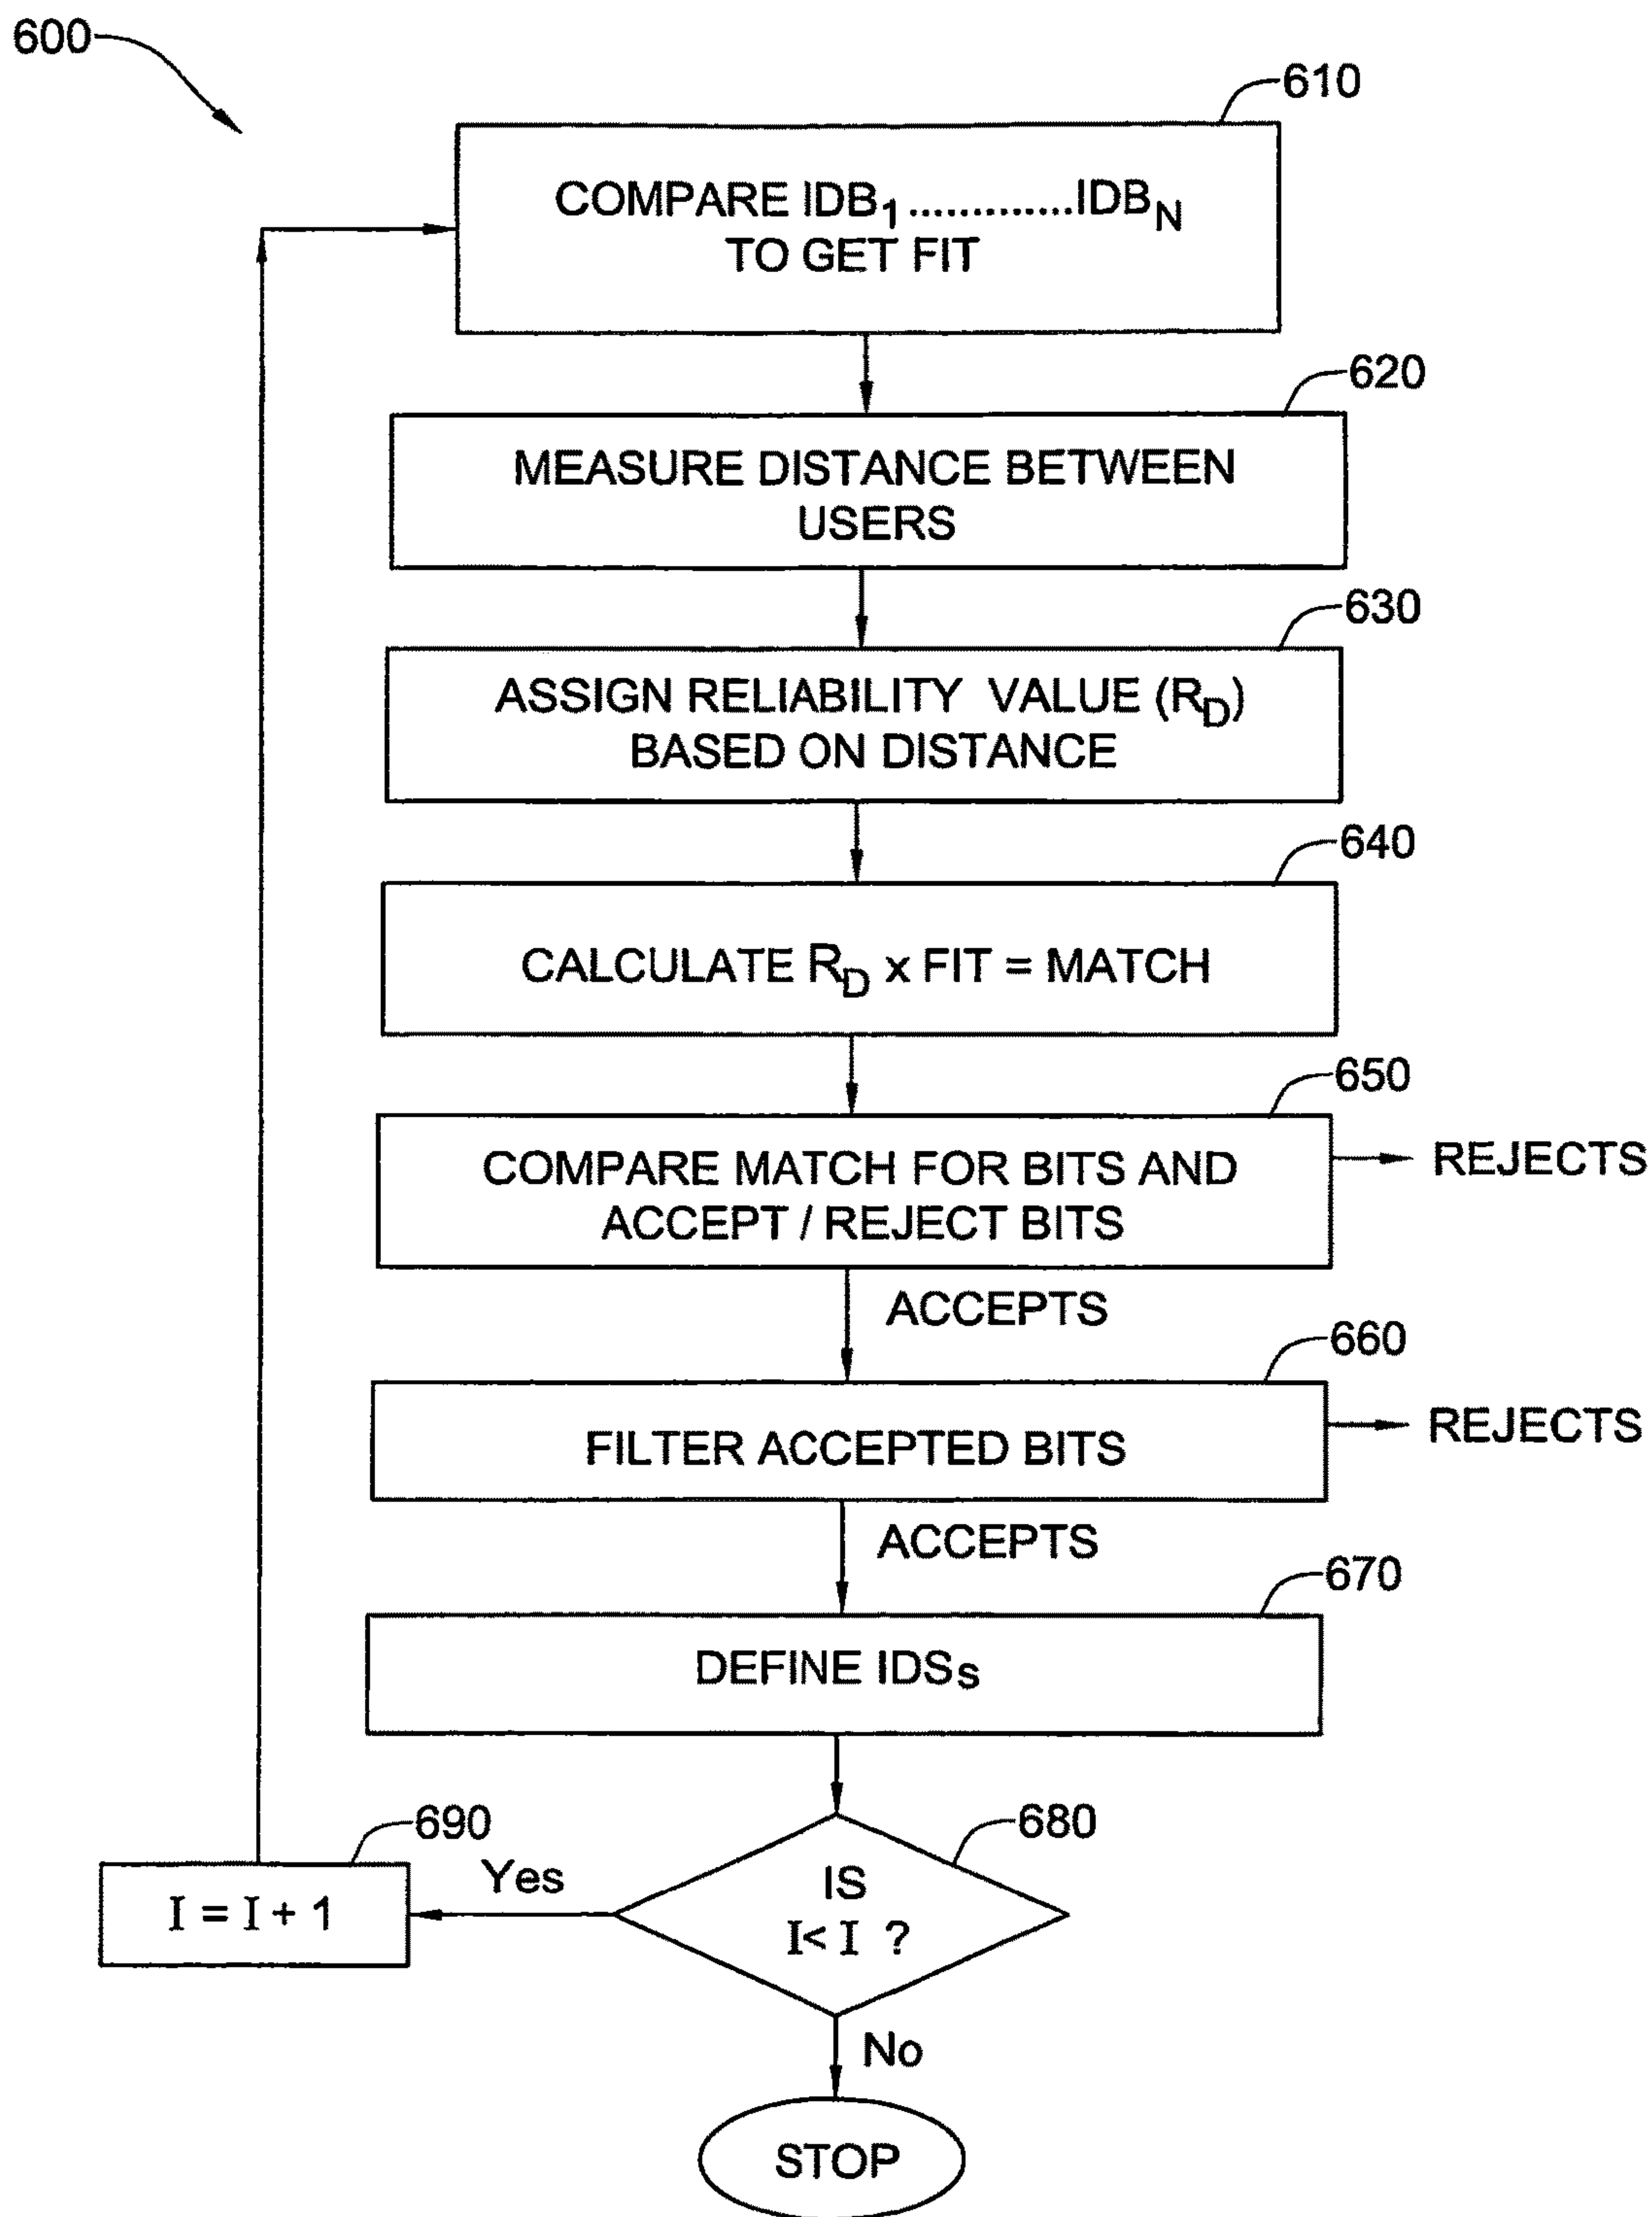 600
610
COMPARE IDB1 .............IDBN
TO GET FIT
620
MEASURE DISTANCE BETWEEN
USERS
630
ASSIGN RELIABILITY VALUE (RD)
BASED ON DISTANCE
640
CALCULATE RD x FIT = MATCH
650
COMPARE MATCH FOR BITS AND
ACCEPT / REJECT BITS
REJECTS
ACCEPTS
660
FILTER ACCEPTED BITS
REJECTS
ACCEPTS
670
DEFINE IDSs
680
IS
I< I ?
Yes
690
I = I + 1
No
STOP